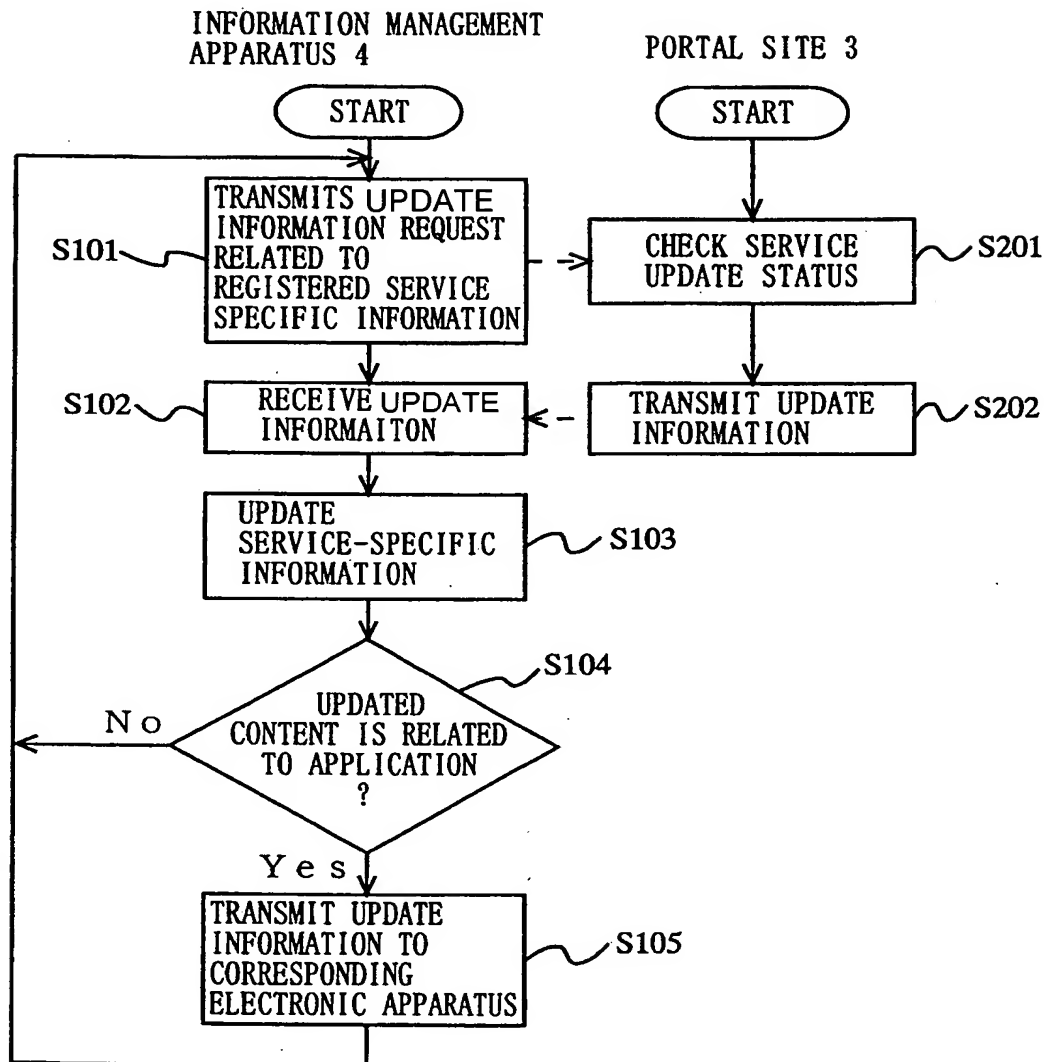 INFORMATION MANAGEMENT
APPARATUS 4
PORTAL SITE 3
START
START
TRANSMITS UPDATE
INFORMATION REQUEST
RELATED TO
REGISTERED SERVICE
SPECIFIC INFORMATION
S101
CHECK SERVICE
UPDATE STATUS
S201
S102
RECEIVE UPDATE
INFORMAITON
TRANSMIT UPDATE
INFORMATION
S202
UPDATE
SERVICE-SPECIFIC
INFORMATION
S103
S104
UPDATED
CONTENT IS RELATED
TO APPLICATION
?
No
Yes
TRANSMIT UPDATE
INFORMATION TO
CORRESPONDING
ELECTRONIC APPARATUS
S105